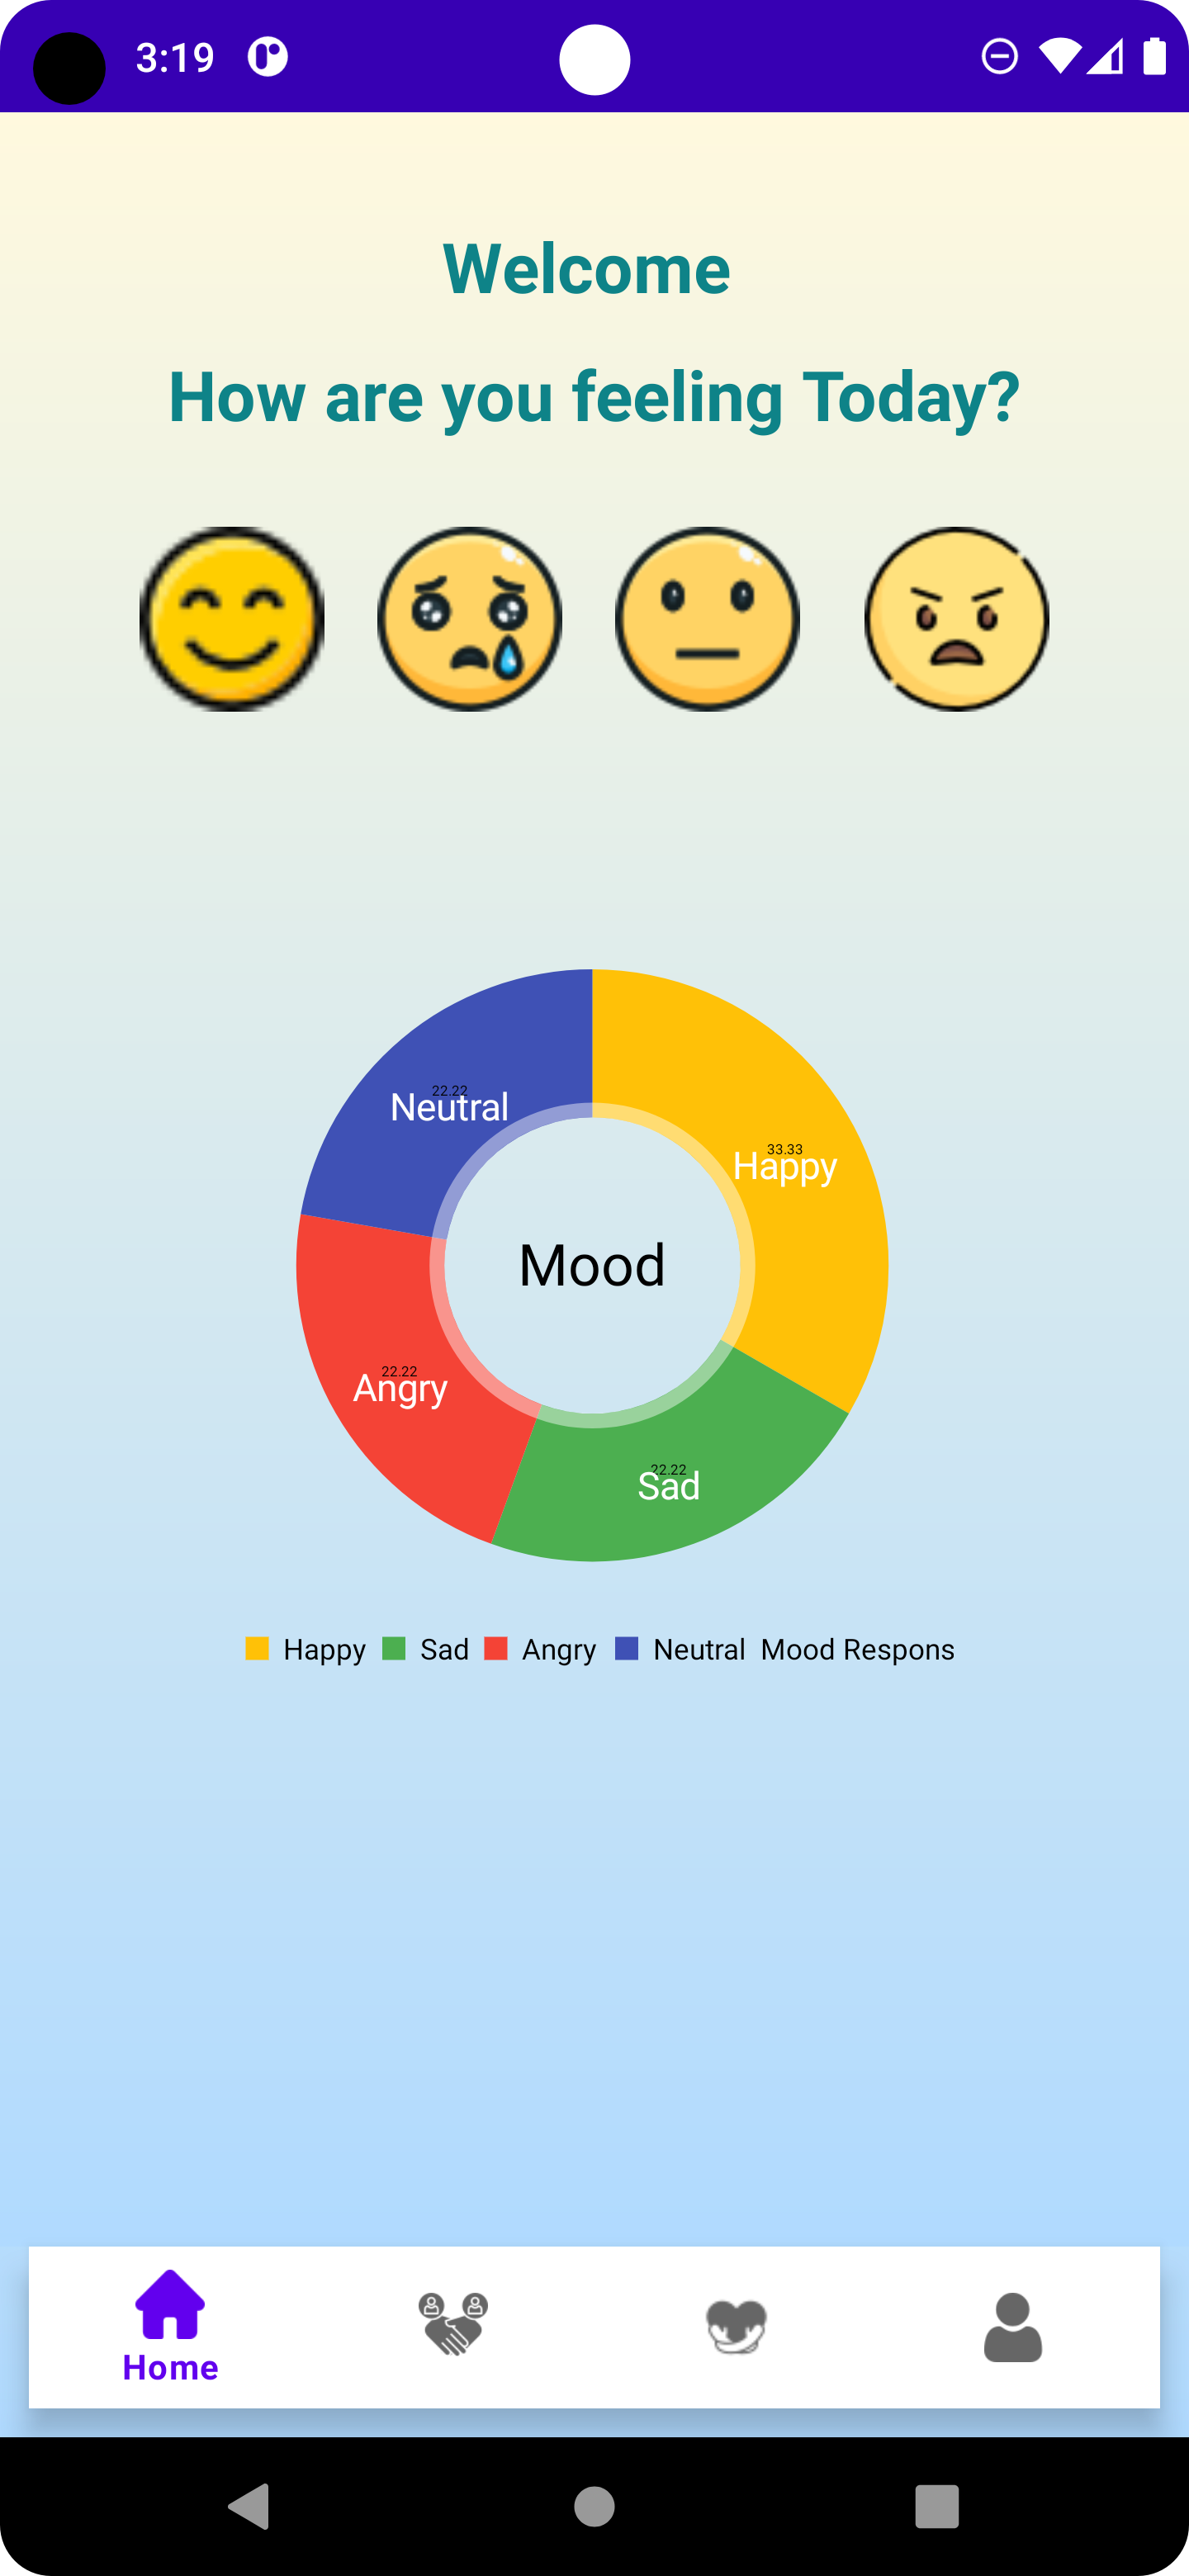 3:19
Welcome
How are you feeling Today?
22.22
Neutral
33.33
Happy
Mood
22.22
Angry
22.22
Sad
Happy Sad Angry Neutral Mood Respons
Home